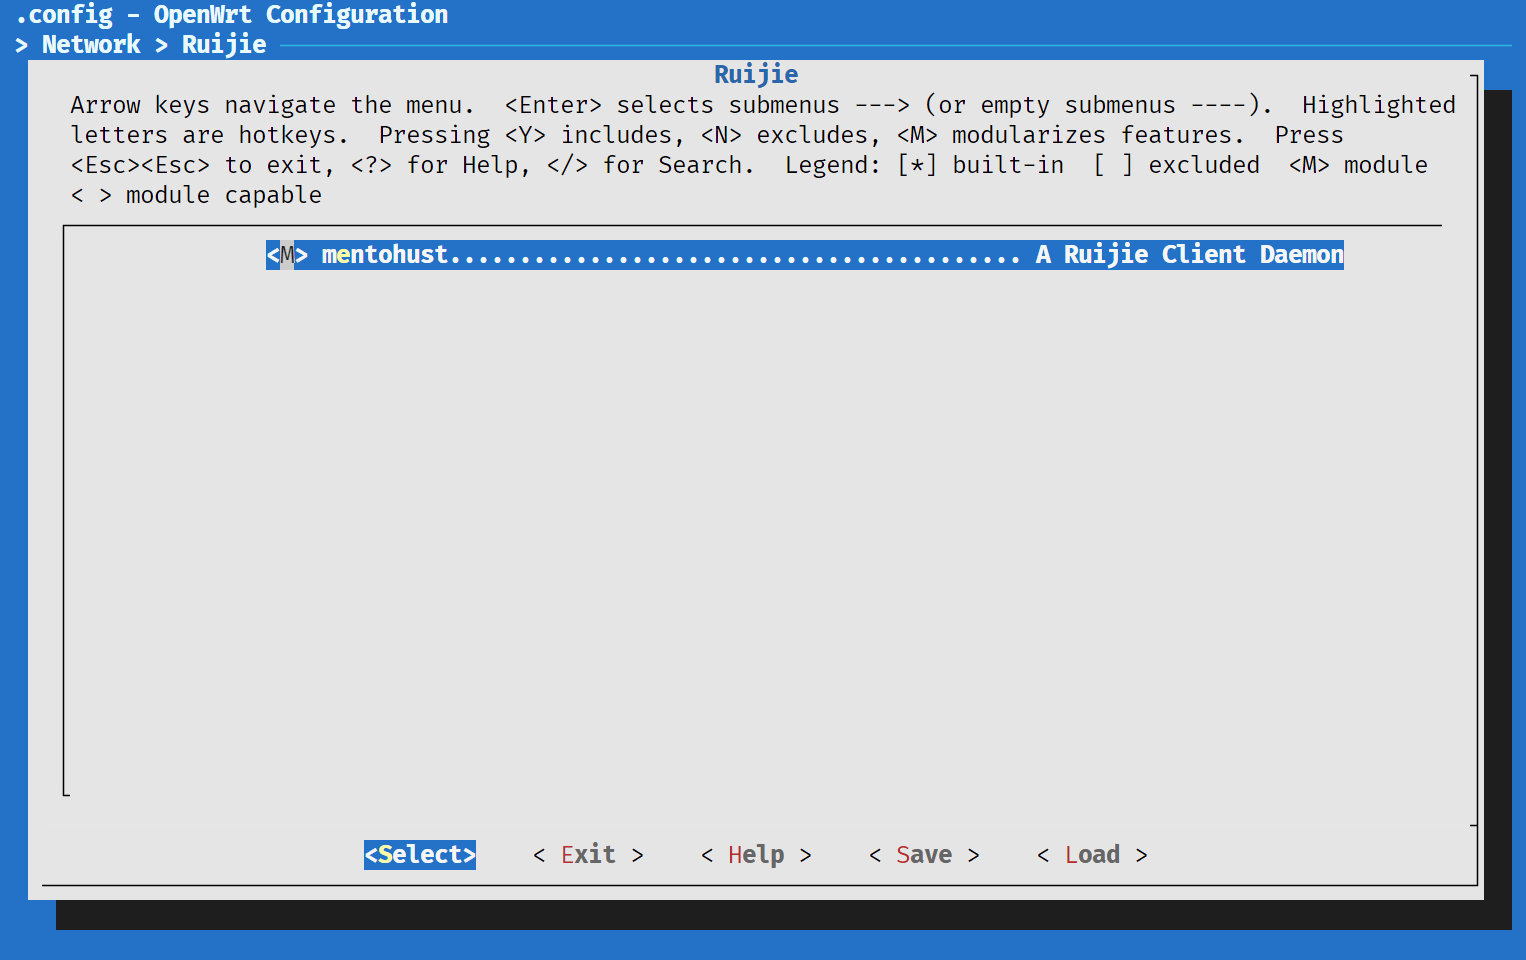 .config - OpenWrt Configuration
> Network > Ruijie
Ruijie
Arrow keys navigate the menu.  <Enter> selects submenus ---> (or empty submenus ----).  Highlighted
letters are hotkeys.  Pressing <Y> includes, <N> excludes, <M> modularizes features.  Press
<Esc><Esc> to exit, <?> for Help, </> for Search.  Legend: [*] built-in  [ ] excluded  <M> module
< > module capable
<M> mentohust......................................... A Ruijie Client Daemon
<Select>    < Exit >    < Help >    < Save >    < Load >